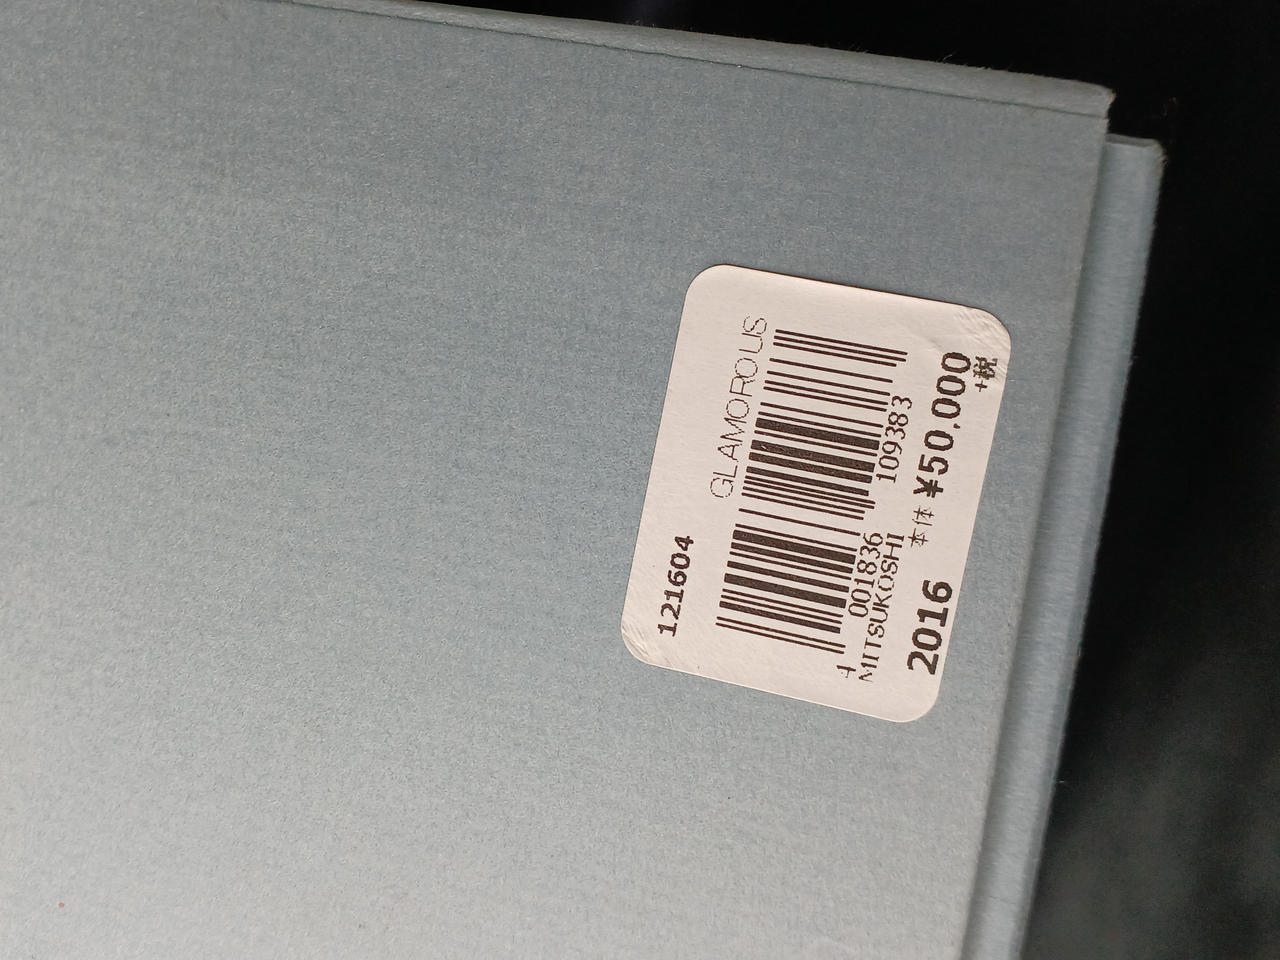 121604
GLAMOROUS
4 001836 109383
MITSUKOSHI
2016 本体 ¥50,000
+税